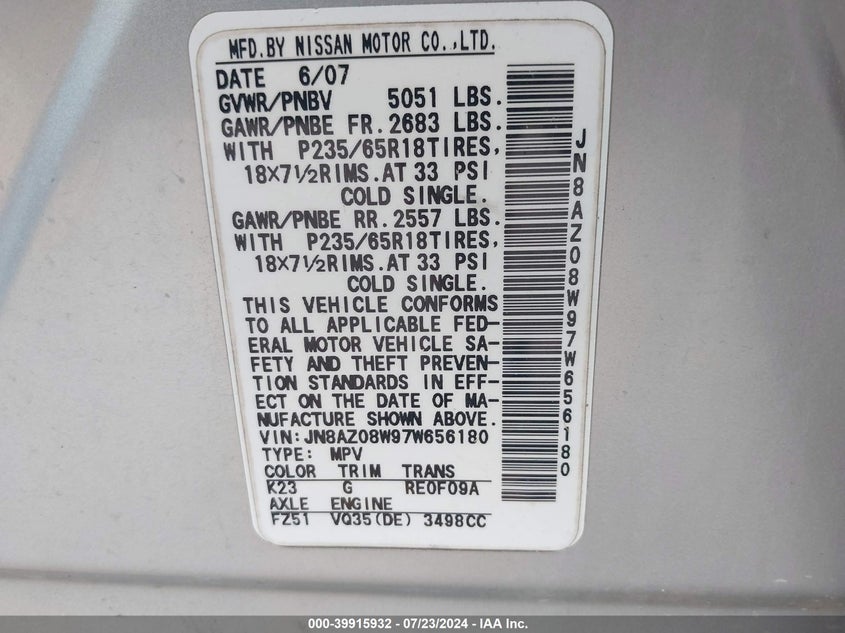 MFD.BY NISSAN MOTOR CO.,LTD.
DATE 6/07
GVWR/PNBV 5051 LBS.
GAWR/PNBE FR.2683 LBS.
WITH P235/65R18TIRES,
18×7½RIMS.AT 33 PSI
COLD SINGLE.
GAWR/PNBE RR.2557 LBS.
WITH P235/65R18TIRES,
18×7½RIMS.AT 33 PSI
COLD SINGLE.
THIS VEHICLE CONFORMS
TO ALL APPLICABLE FED-
ERAL MOTOR VEHICLE SA-
FETY AND THEFT PREVEN-
TION STANDARDS IN EFF-
ECT ON THE DATE OF MA-
NUFACTURE SHOWN ABOVE.
VIN:JN8AZ08W97W656180
TYPE: MPV
COLOR TRIM TRANS
K23 G RE0F09A
AXLE ENGINE
FZ51 VQ35(DE) 3498CC
JN8AZ08W97W656180
000-39915932 - 07/23/2024 - IAA Inc.